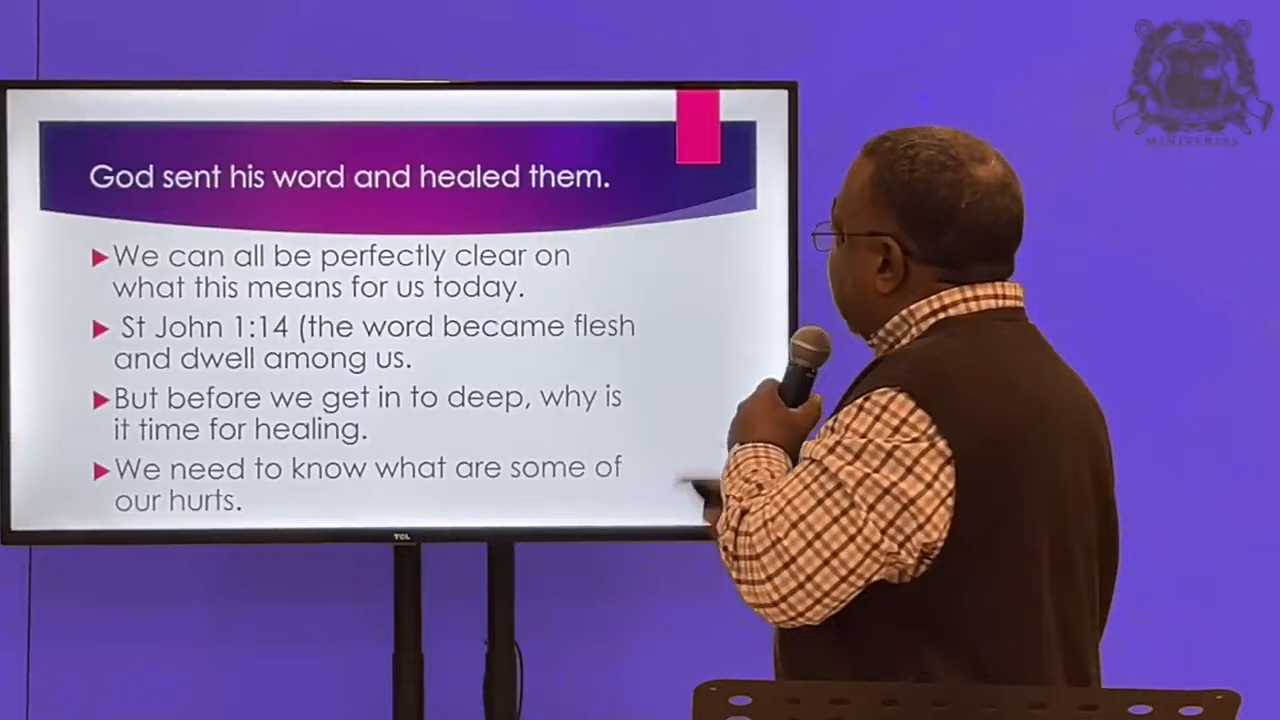 God sent his word and healed them.
We can all be perfectly clear on
what this means for us today.
St John 1:14 (the word became flesh
and dwell among us.
But before we get in to deep, why is
it time for healing.
We need to know what are some of
our hurts.
TCL
MINISTRIES